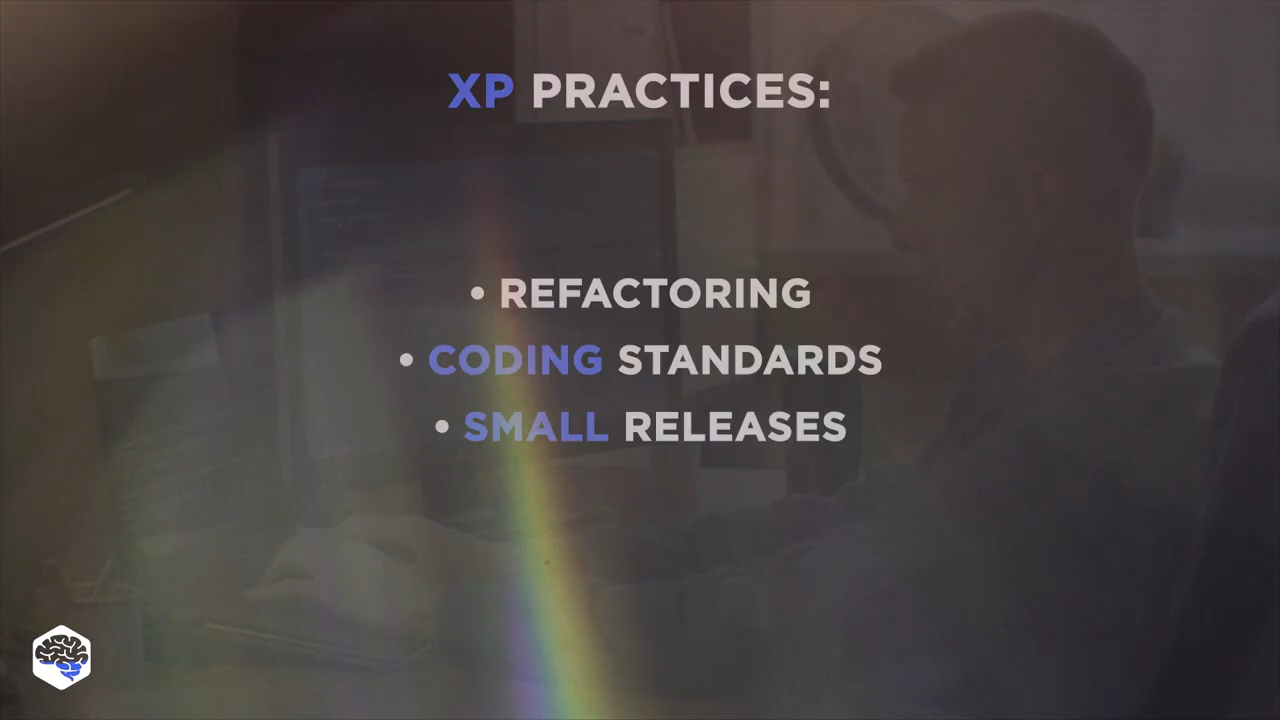 XP PRACTICES:
• REFACTORING
• CODING STANDARDS
• SMALL RELEASES